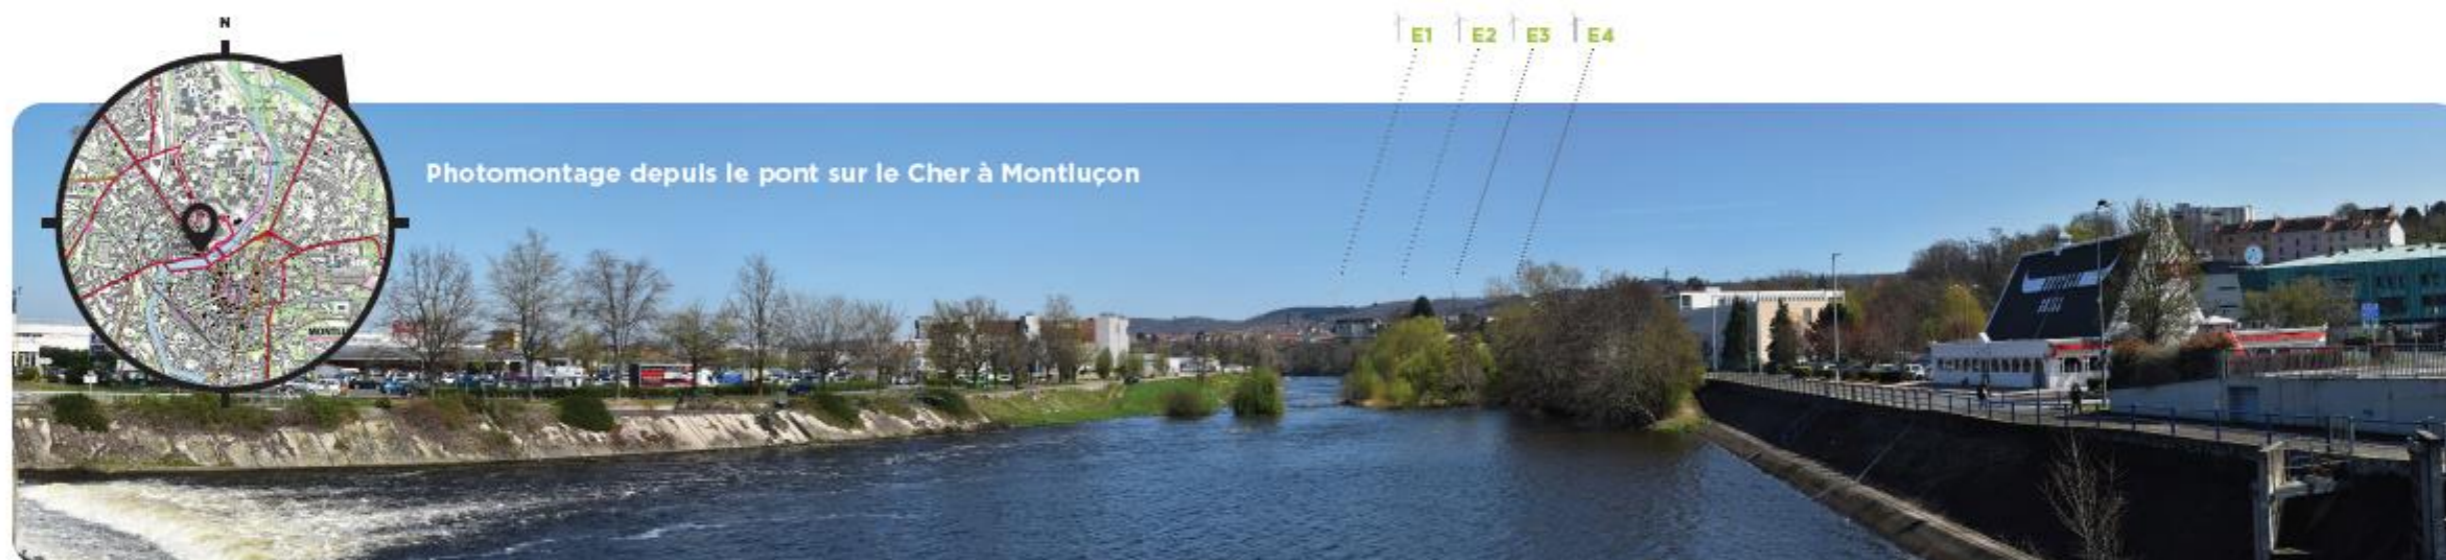 N
E1 E2 E3 E4
Photomontage depuis le pont sur le Cher à Montluçon